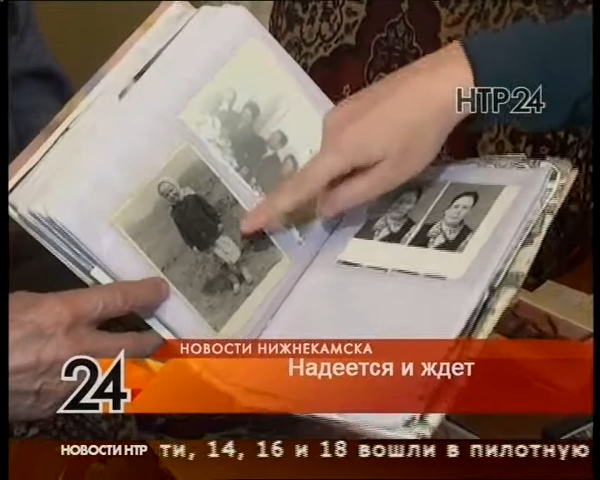 НТР24
НОВОСТИ НИЖНЕКАМСКА
Надеется и ждет
24
НОВОСТИ НТР
ти, 14, 16 и 18 вошли в пилотную